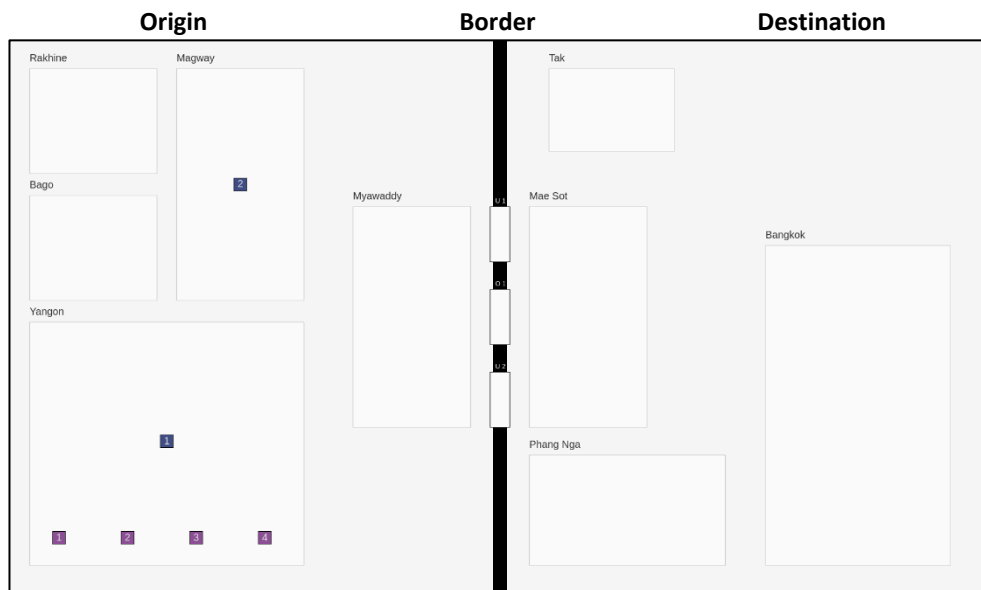 Origin Border Destination
Rakhine
Magway
Tak
2
Bago
Myawaddy
U 1
Mae Sot
Bangkok
O 1
Yangon
U 2
1
Phang Nga
1 2 3 4